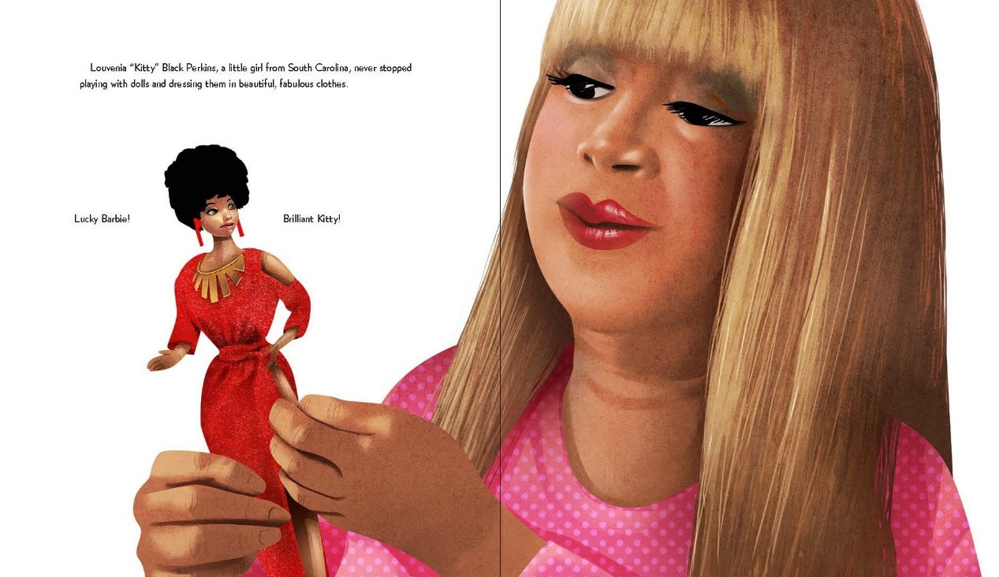 Louvenia “Kitty” Black Perkins, a little girl from South Carolina, never stopped
playing with dolls and dressing them in beautiful, fabulous clothes.
Lucky Barbie!
Brilliant Kitty!